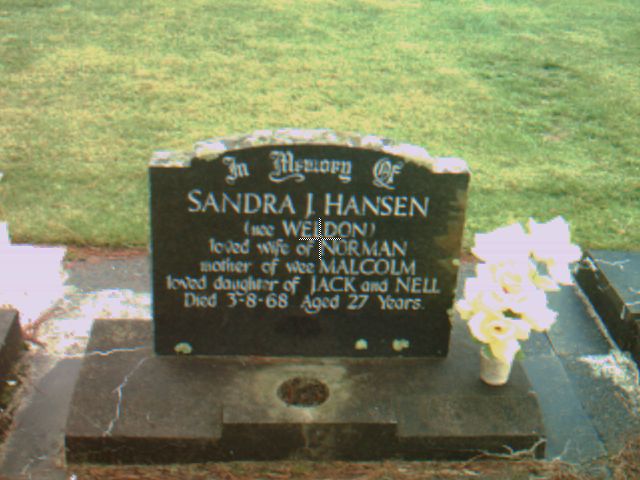 In Memory Of
SANDRA J HANSEN
(nee WELDON)
loved wife of NORMAN
mother of wee MALCOLM
loved daughter of JACK and NELL
Died 3-8-68 Aged 27 Years.